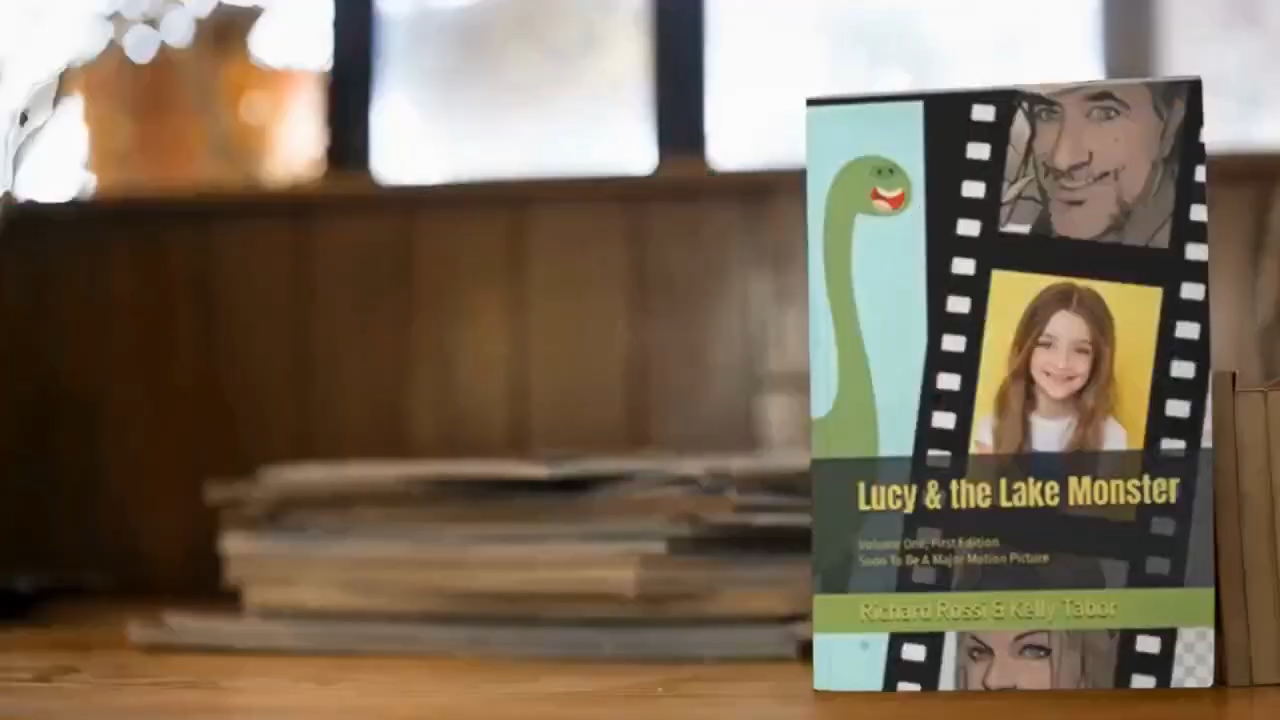 Lucy & the Lake Monster
Volume One, First Edition
Soon To Be A Major Motion Picture
Richard Rossi & Kelly Tabor